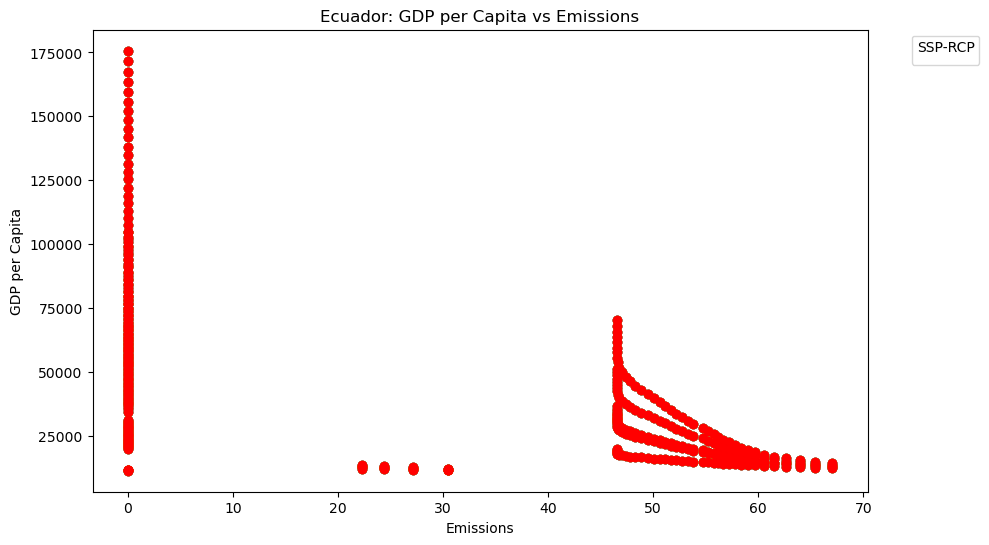 Ecuador: GDP per Capita vs Emissions
SSP-RCP
175000
150000
125000
100000
75000
50000
25000
GDP per Capita
0 10 20 30 40 50 60 70
Emissions